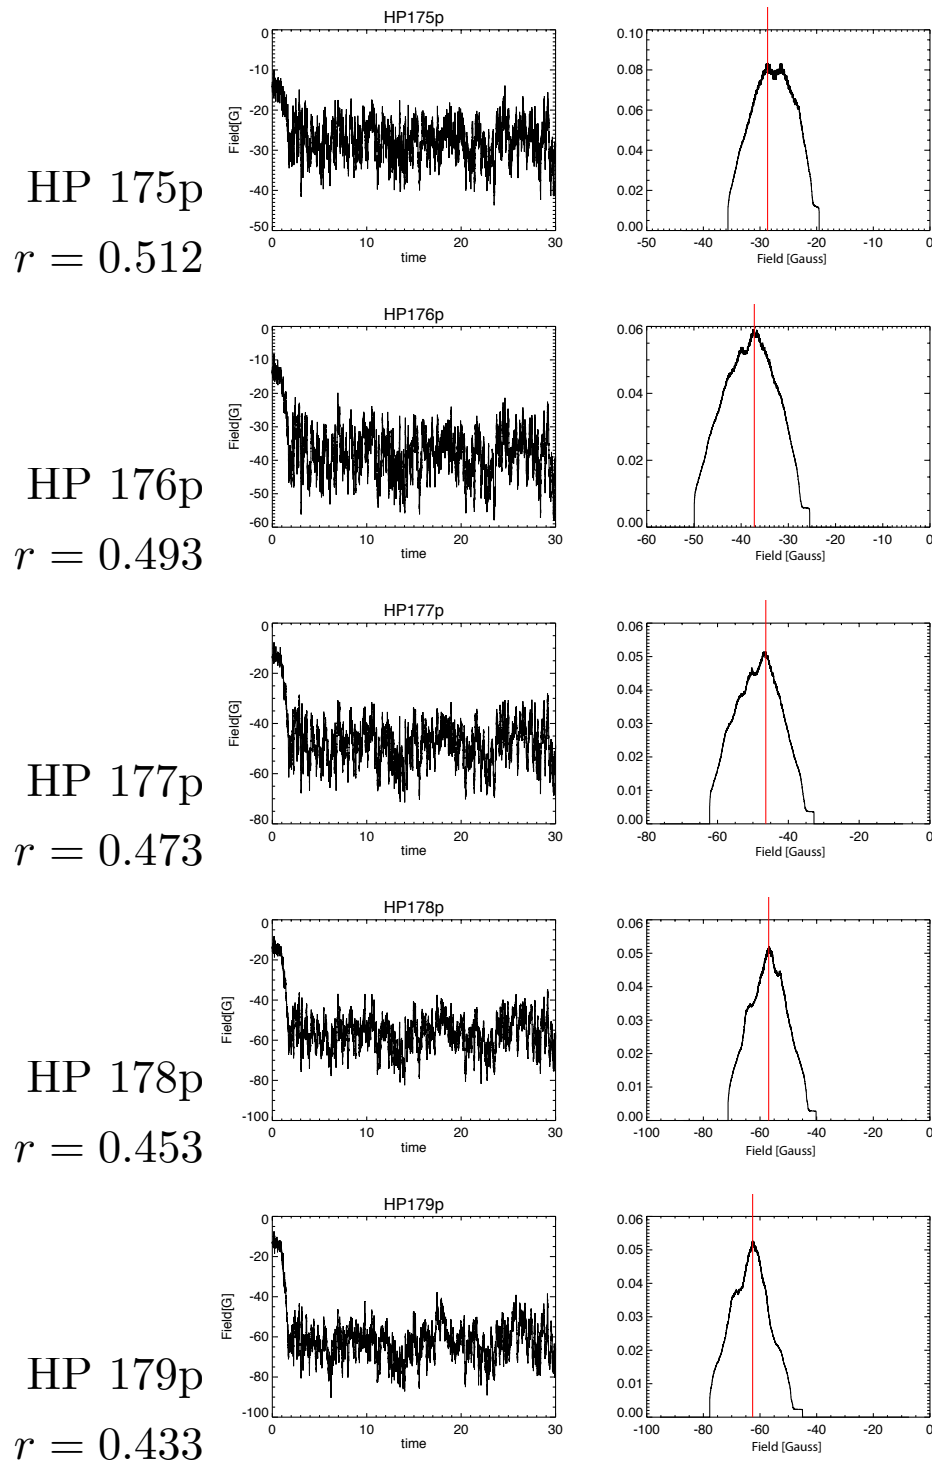 HP175p
0
-10
-20
-30
-40
-50
Field[G]
0 10 20 30
time
0.10
0.08
0.06
0.04
0.02
0.00
-50 -40 -30 -20 -10 0
Field [Gauss]
HP 175p
r = 0.512
HP176p
0
-10
-20
-30
-40
-50
-60
Field[G]
0 10 20 30
time
0.06
0.04
0.02
0.00
-60 -50 -40 -30 -20 -10 0
Field [Gauss]
HP 176p
r = 0.493
HP177p
0
-20
-40
-60
-80
Field[G]
0 10 20 30
time
0.06
0.05
0.04
0.03
0.02
0.01
0.00
-80 -60 -40 -20 0
Field [Gauss]
HP 177p
r = 0.473
HP178p
0
-20
-40
-60
-80
-100
Field[G]
0 10 20 30
time
0.06
0.05
0.04
0.03
0.02
0.01
0.00
-100 -80 -60 -40 -20 0
Field [Gauss]
HP 178p
r = 0.453
HP179p
0
-20
-40
-60
-80
-100
Field[G]
0 10 20 30
time
0.06
0.05
0.04
0.03
0.02
0.01
0.00
-100 -80 -60 -40 -20 0
Field [Gauss]
HP 179p
r = 0.433